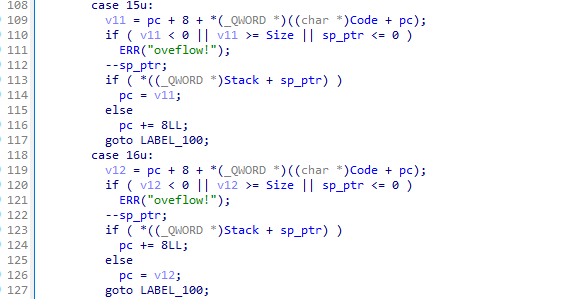 108 case 15u:
109 v11 = pc + 8 + *(_QWORD *)((char *)Code + pc);
110 if ( v11 < 0 || v11 >= Size || sp_ptr <= 0 )
111 ERR("oveflow!");
112 --sp_ptr;
113 if ( *((_QWORD *)Stack + sp_ptr) )
114 pc = v11;
115 else
116 pc += 8LL;
117 goto LABEL_100;
118 case 16u:
119 v12 = pc + 8 + *(_QWORD *)((char *)Code + pc);
120 if ( v12 < 0 || v12 >= Size || sp_ptr <= 0 )
121 ERR("oveflow!");
122 --sp_ptr;
123 if ( *((_QWORD *)Stack + sp_ptr) )
124 pc += 8LL;
125 else
126 pc = v12;
127 goto LABEL_100;